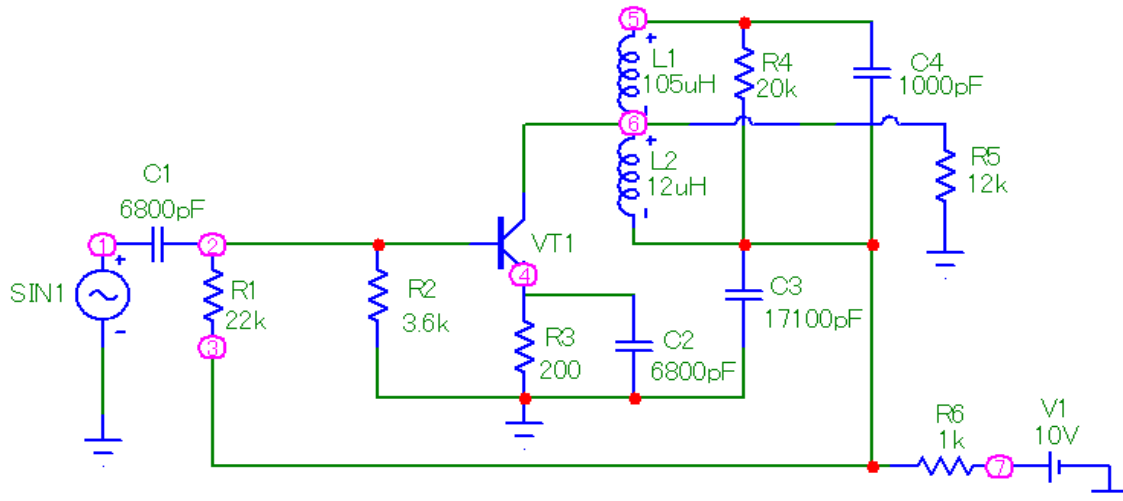 5
L1
105uH
R4
20k
C4
1000pF
6
L2
12uH
R5
12k
C1
6800pF
1
2
VT1
4
SIN1
R1
22k
3
R2
3.6k
R3
200
C2
6800pF
C3
17100pF
R6
1k
7
V1
10V